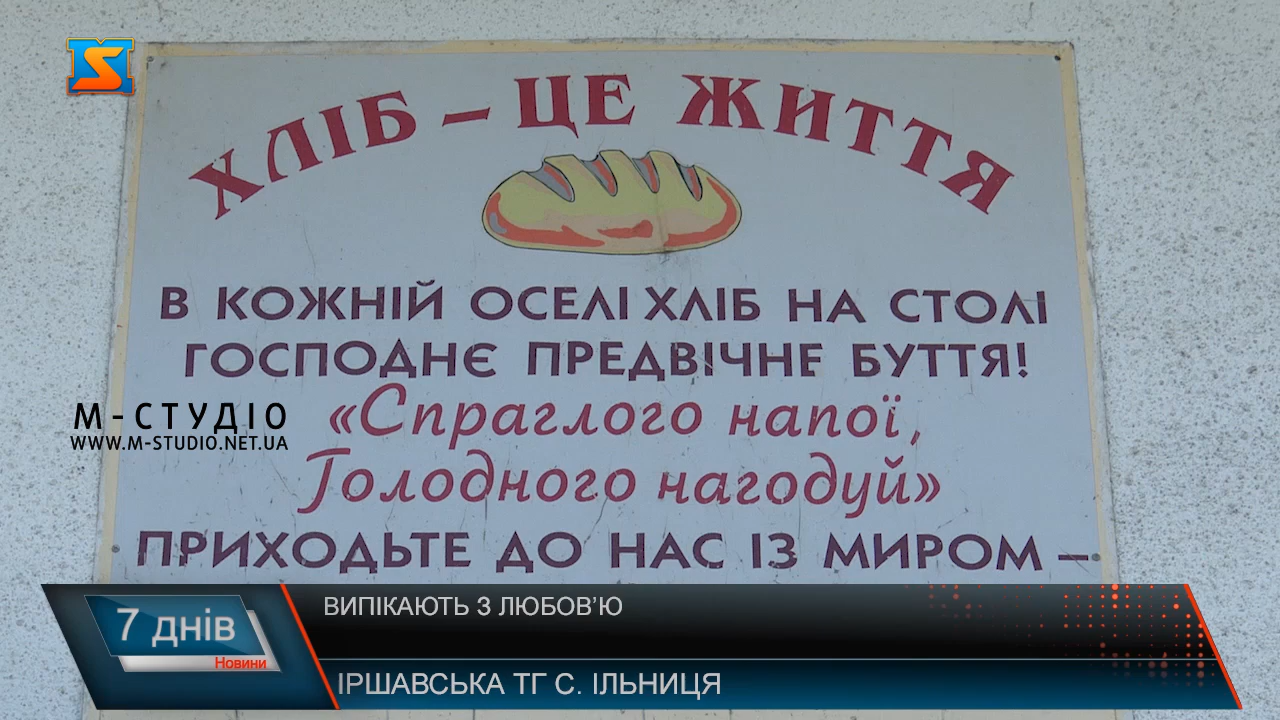 ХЛІБ – ЦЕ ЖИТТЯ
В КОЖНІЙ ОСЕЛІ ХЛІБ НА СТОЛІ
ГОСПОДНЄ ПРЕДВІЧНЕ БУТТЯ!
«Спраглого напої,
Голодного нагодуй»
ПРИХОДЬТЕ ДО НАС ІЗ МИРОМ –
М-СТУДІО
WWW.M-STUDIO.NET.UA
7 днів
Новини
ВИПІКАЮТЬ З ЛЮБОВ'Ю
ІРШАВСЬКА ТГ С. ІЛЬНИЦЯ